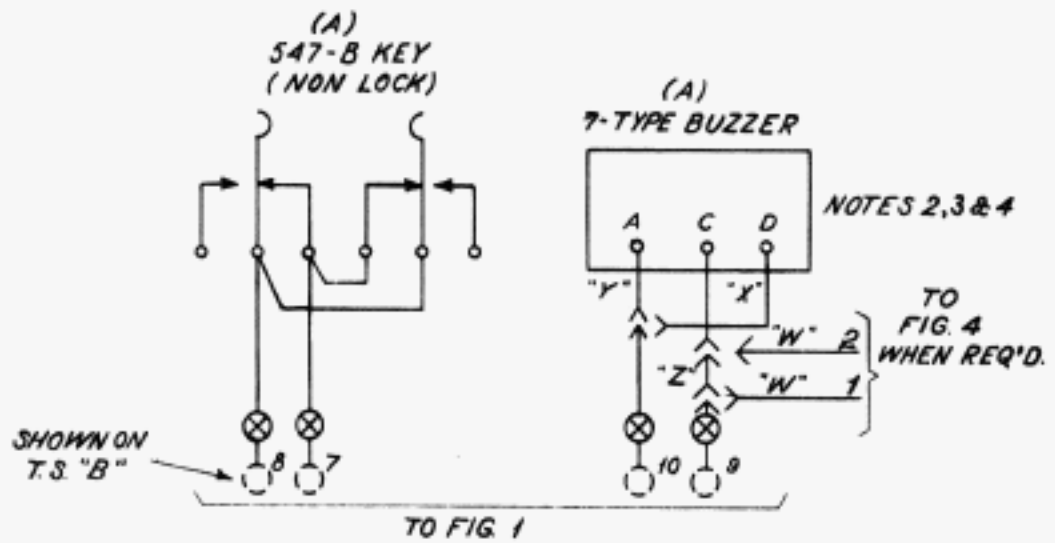 (A)
547-B KEY
(NON LOCK)
(A)
7-TYPE BUZZER
NOTES 2,3 & 4
A C D
"Y" "X"
TO
FIG. 4
WHEN REQ'D.
"W" 2
"Z" "W" 1
SHOWN ON
T.S. "B"
8 7 10 9
TO FIG. 1